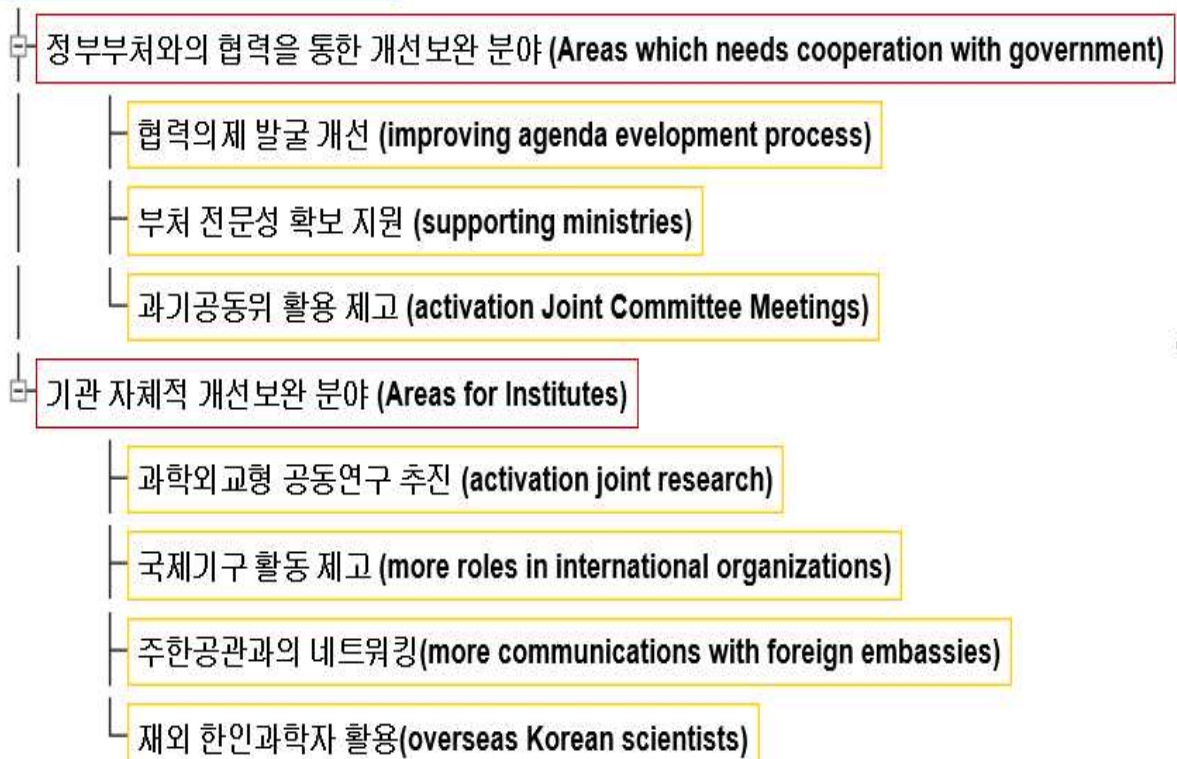 정부부처와의 협력을 통한 개선보완 분야 (Areas which needs cooperation with government)
협력의제 발굴 개선 (improving agenda evelopment process)
부처 전문성 확보 지원 (supporting ministries)
과기공동위 활용 제고 (activation Joint Committee Meetings)
기관 자체적 개선보완 분야 (Areas for Institutes)
과학외교형 공동연구 추진 (activation joint research)
국제기구 활동 제고 (more roles in international organizations)
주한공관과의 네트워킹(more communications with foreign embassies)
재외 한인과학자 활용(overseas Korean scientists)